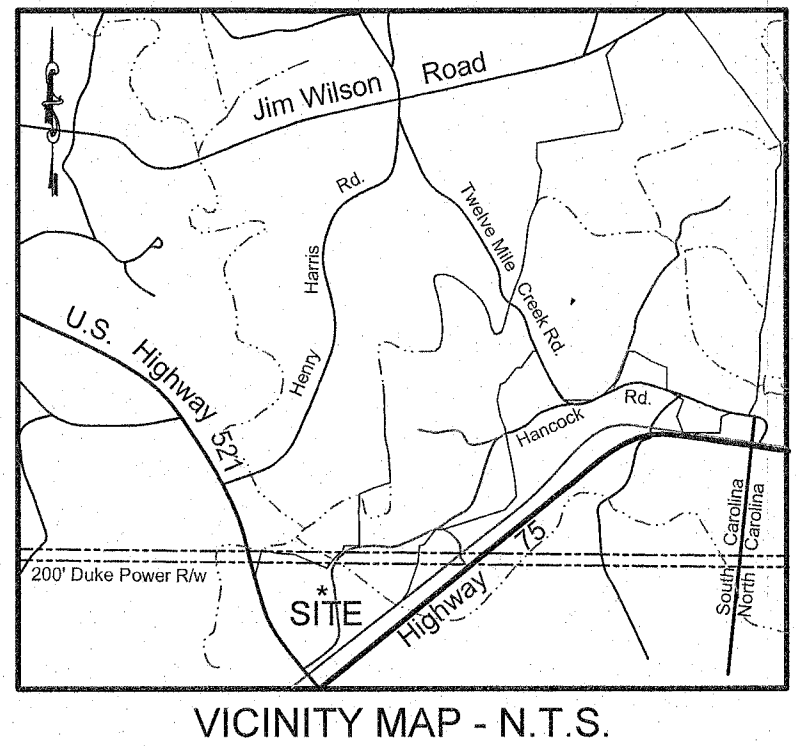 Jim Wilson Road
Henry Harris Rd.
Twelve Mile Creek Rd.
U.S. Highway 521
Hancock Rd.
South Carolina
North Carolina
200' Duke Power R/w
*
SITE
Highway 75
VICINITY MAP - N.T.S.